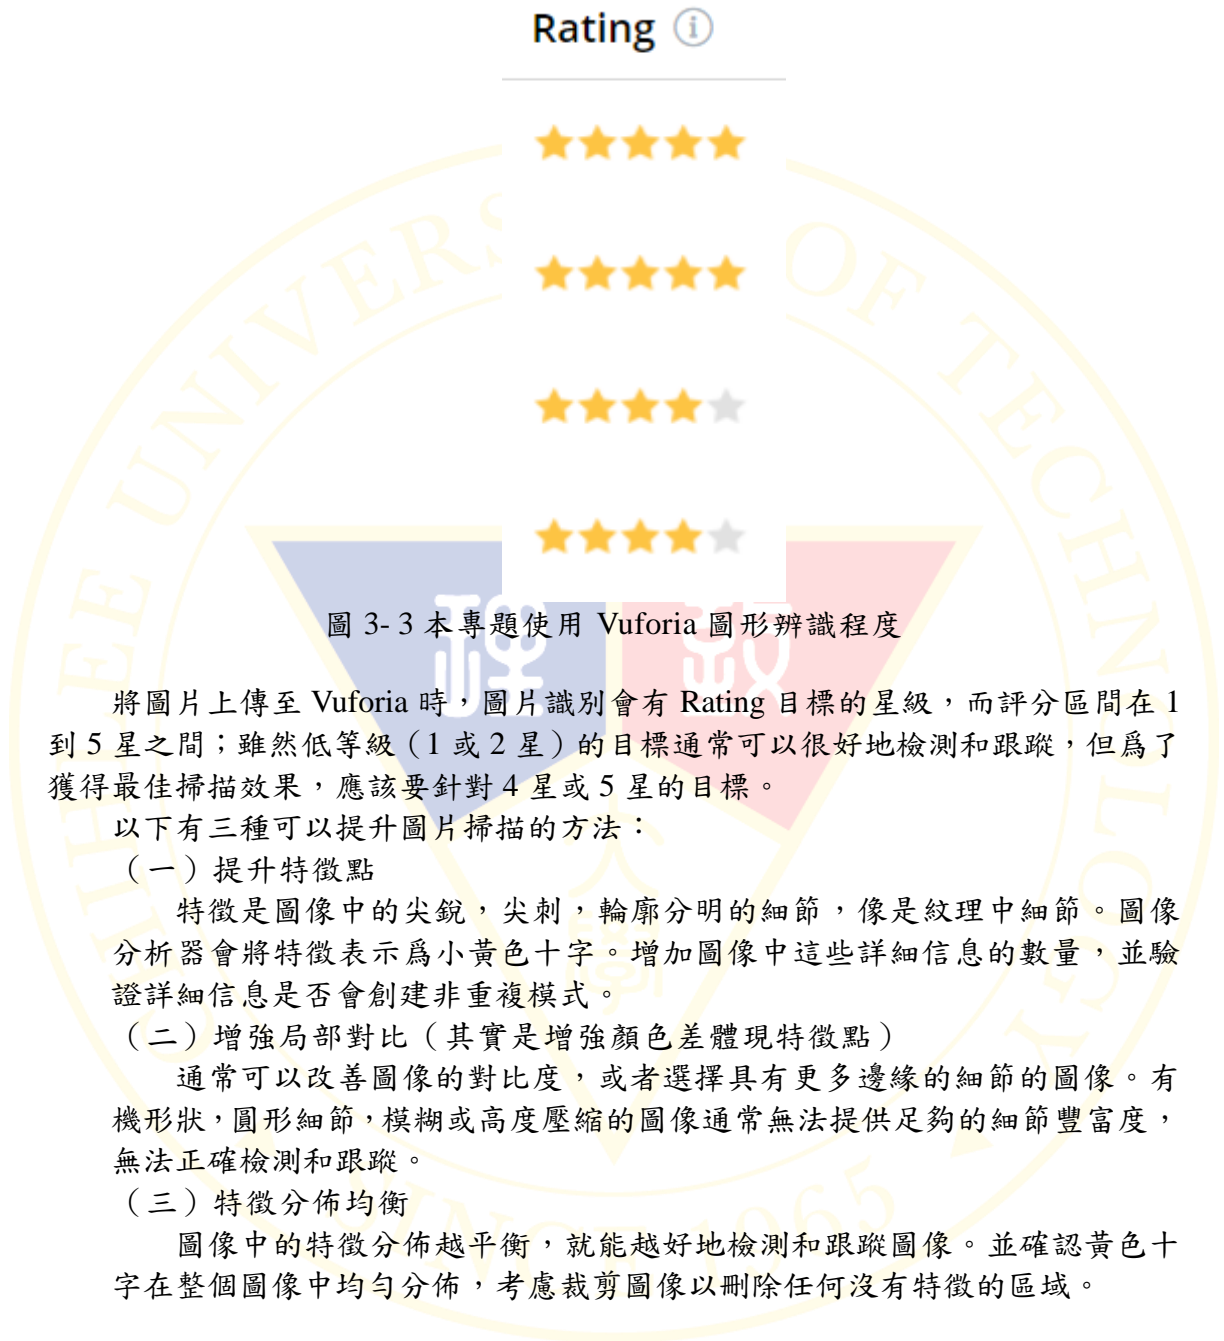 Rating
圖 3- 3 本專題使用 Vuforia 圖形辨識程度
將圖片上傳至 Vuforia 時，圖片識別會有 Rating 目標的星級，而評分區間在 1
到 5 星之間；雖然低等級（1 或 2 星）的目標通常可以很好地檢測和跟蹤，但爲了
獲得最佳掃描效果，應該要針對 4 星或 5 星的目標。
以下有三種可以提升圖片掃描的方法：
（一）提升特徵點
特徵是圖像中的尖銳，尖刺，輪廓分明的細節，像是紋理中細節。圖像
分析器會將特徵表示爲小黃色十字。增加圖像中這些詳細信息的數量，並驗
證詳細信息是否會創建非重複模式。
（二）增強局部對比（其實是增強顏色差體現特徵點）
通常可以改善圖像的對比度，或者選擇具有更多邊緣的細節的圖像。有
機形狀，圓形細節，模糊或高度壓縮的圖像通常無法提供足夠的細節豐富度，
無法正確檢測和跟蹤。
（三）特徵分佈均衡
圖像中的特徵分佈越平衡，就能越好地檢測和跟蹤圖像。並確認黃色十
字在整個圖像中均勻分佈，考慮裁剪圖像以刪除任何沒有特徵的區域。